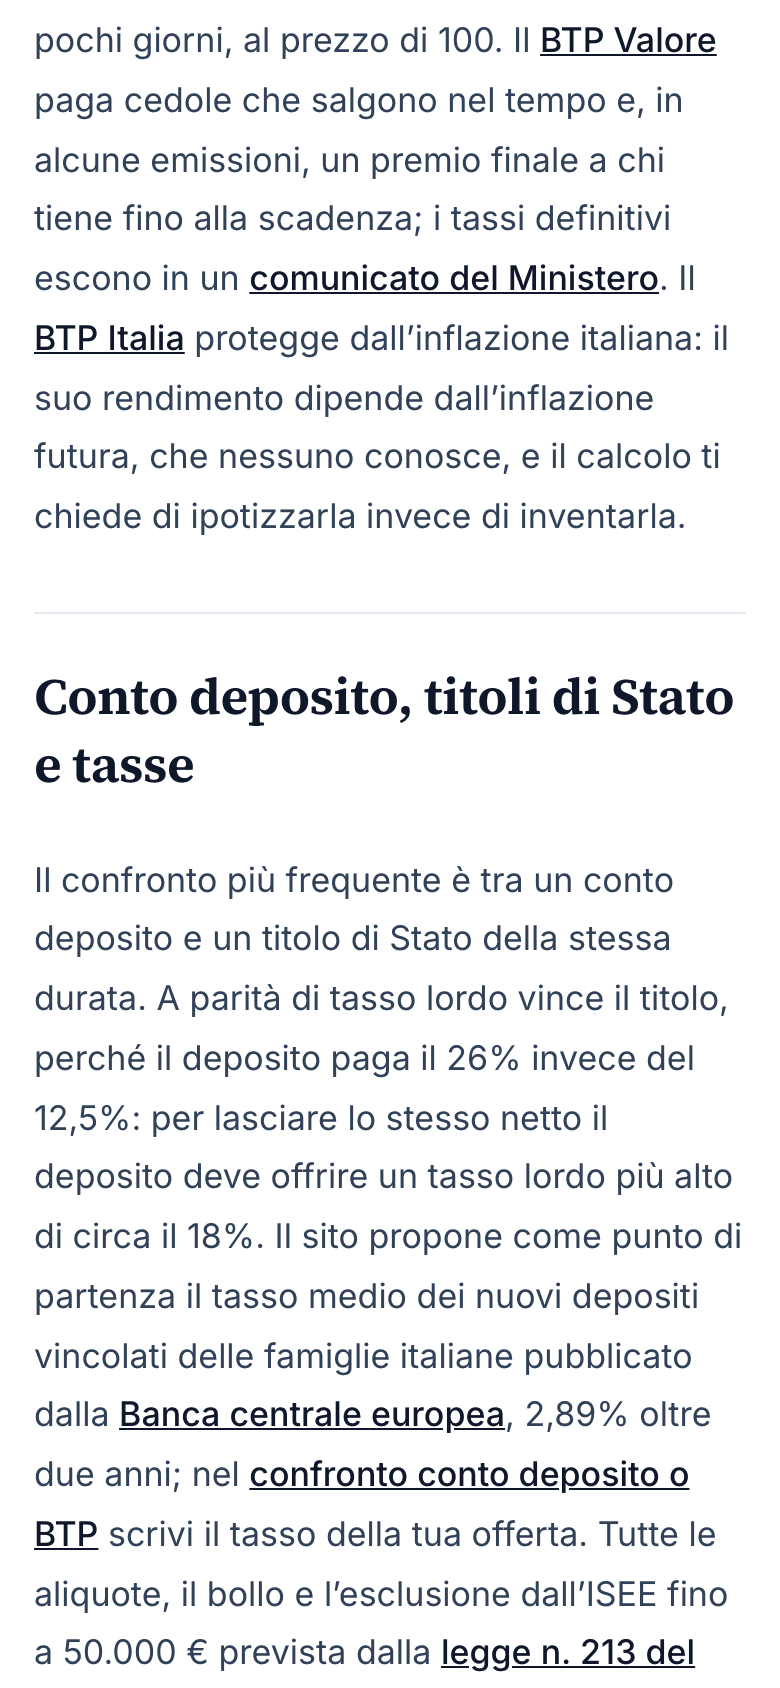 pochi giorni, al prezzo di 100. Il BTP Valore
paga cedole che salgono nel tempo e, in
alcune emissioni, un premio finale a chi
tiene fino alla scadenza; i tassi definitivi
escono in un comunicato del Ministero. Il
BTP Italia protegge dall’inflazione italiana: il
suo rendimento dipende dall’inflazione
futura, che nessuno conosce, e il calcolo ti
chiede di ipotizzarla invece di inventarla.
Conto deposito, titoli di Stato
e tasse
Il confronto più frequente è tra un conto
deposito e un titolo di Stato della stessa
durata. A parità di tasso lordo vince il titolo,
perché il deposito paga il 26% invece del
12,5%: per lasciare lo stesso netto il
deposito deve offrire un tasso lordo più alto
di circa il 18%. Il sito propone come punto di
partenza il tasso medio dei nuovi depositi
vincolati delle famiglie italiane pubblicato
dalla Banca centrale europea, 2,89% oltre
due anni; nel confronto conto deposito o
BTP scrivi il tasso della tua offerta. Tutte le
aliquote, il bollo e l’esclusione dall’ISEE fino
a 50.000 € prevista dalla legge n. 213 del